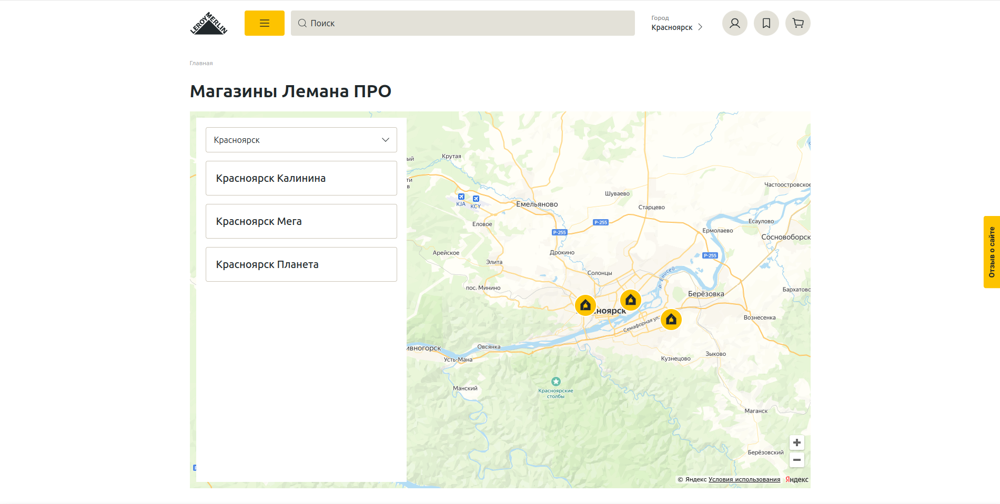 LEROY MERLIN
Поиск
Город
Красноярск
Главная
Магазины Лемана ПРО
Красноярск
Красноярск Калинина
Красноярск Мега
Красноярск Планета
Крутая
KJA
KCY
Емельяново
Шуваево
Старцево
Частоостровское
Еловое
Р-255
Р-255
Ермолаево
Есаулово
Сосновоборск
Арейское
Элита
Дрокино
Р-255
Солонцы
р. Енисей
пос. Минино
Берёзовка
Бархатово
ноярск
Семафорная ул.
Вознесенка
ивногорск
Овсянка
Усть-Мана
Кузнецово
Зыково
Манский
Красноярские
столбы
Маганск
Берёзовский
© Яндекс Условия использования Яндекс
Отзыв о сайте